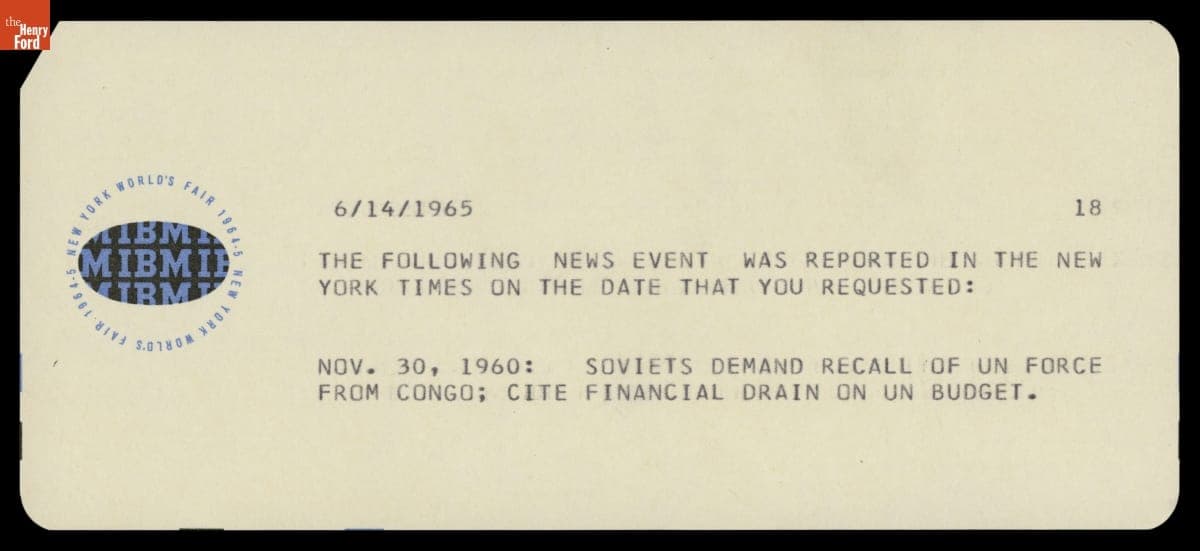 the
Henry
Ford
NEW YORK WORLD'S FAIR 1964-5 NEW YORK WORLD'S FAIR 1964-5
MIBMI
MIBMIB
MIBMI
6/14/1965 18
THE FOLLOWING NEWS EVENT WAS REPORTED IN THE NEW
YORK TIMES ON THE DATE THAT YOU REQUESTED:
NOV. 30, 1960: SOVIETS DEMAND RECALL OF UN FORCE
FROM CONGO; CITE FINANCIAL DRAIN ON UN BUDGET.